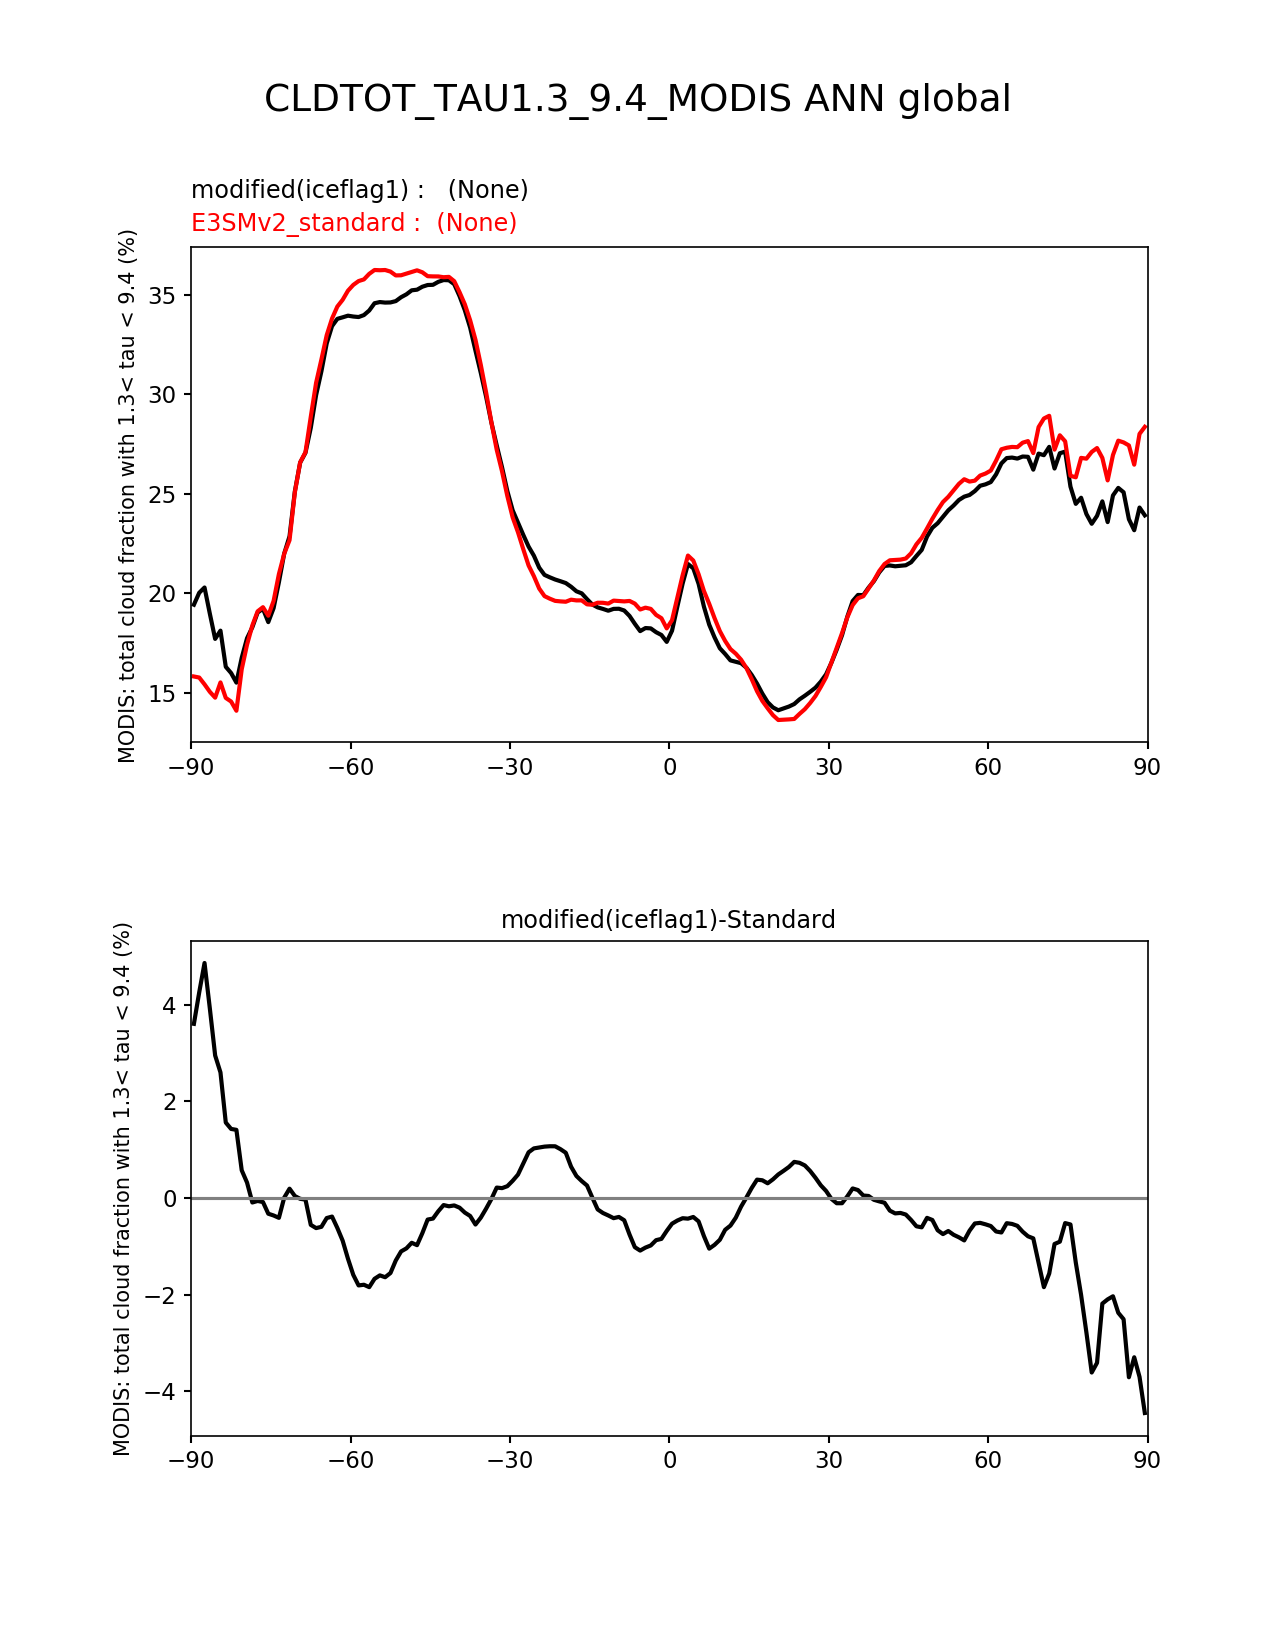 CLDTOT_TAU1.3_9.4_MODIS ANN global
modified(iceflag1) :   (None)
E3SMv2_standard :  (None)
MODIS: total cloud fraction with 1.3< tau < 9.4 (%)
35
30
25
20
15
−90 −60 −30 0 30 60 90
modified(iceflag1)-Standard
MODIS: total cloud fraction with 1.3< tau < 9.4 (%)
4
2
0
−2
−4
−90 −60 −30 0 30 60 90